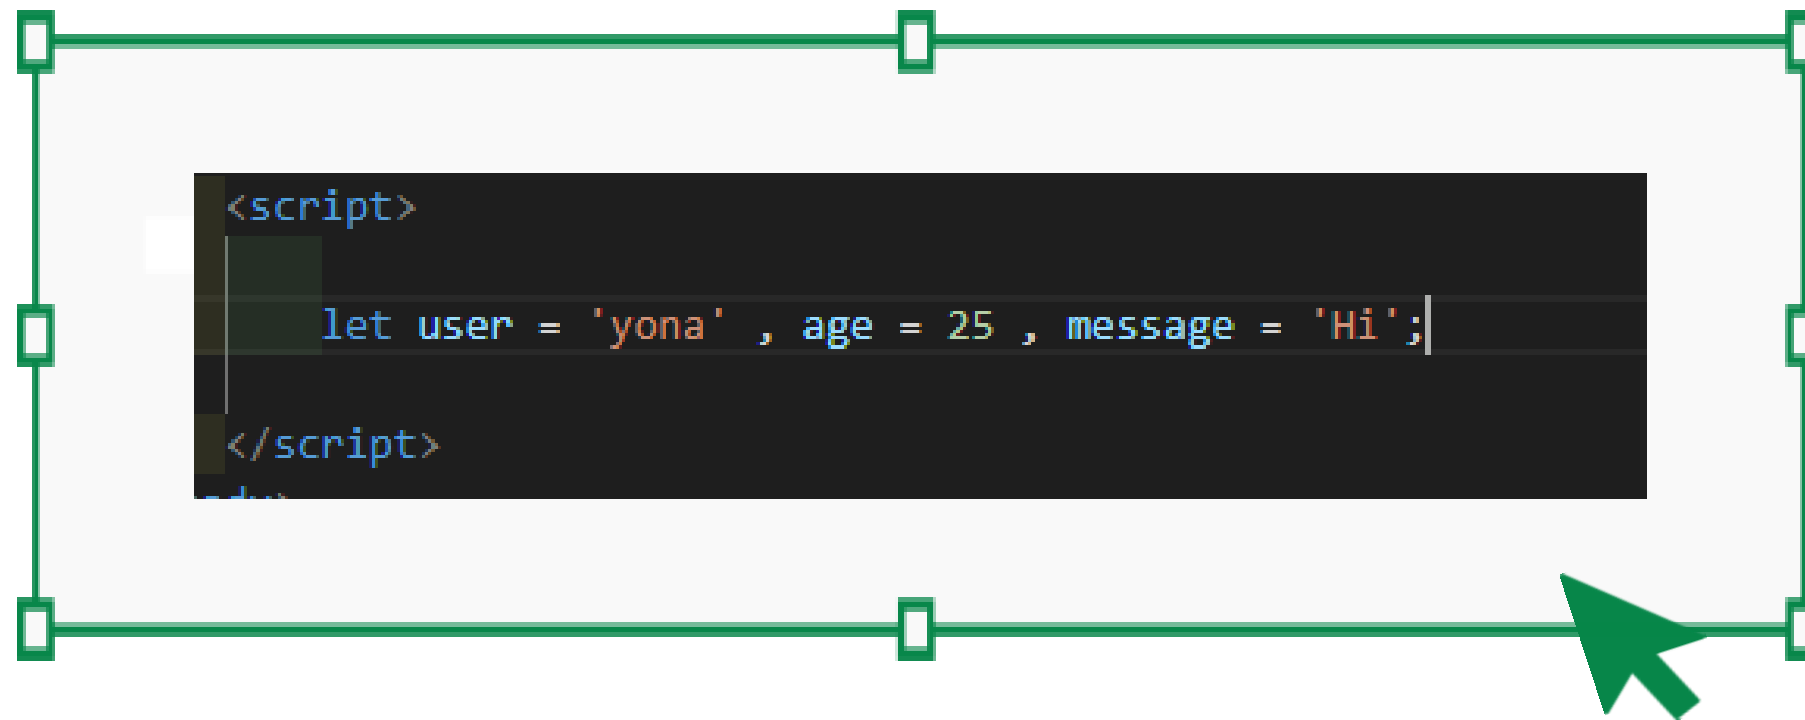 <script>
let user = 'yona' , age = 25 , message = 'Hi';
</script>